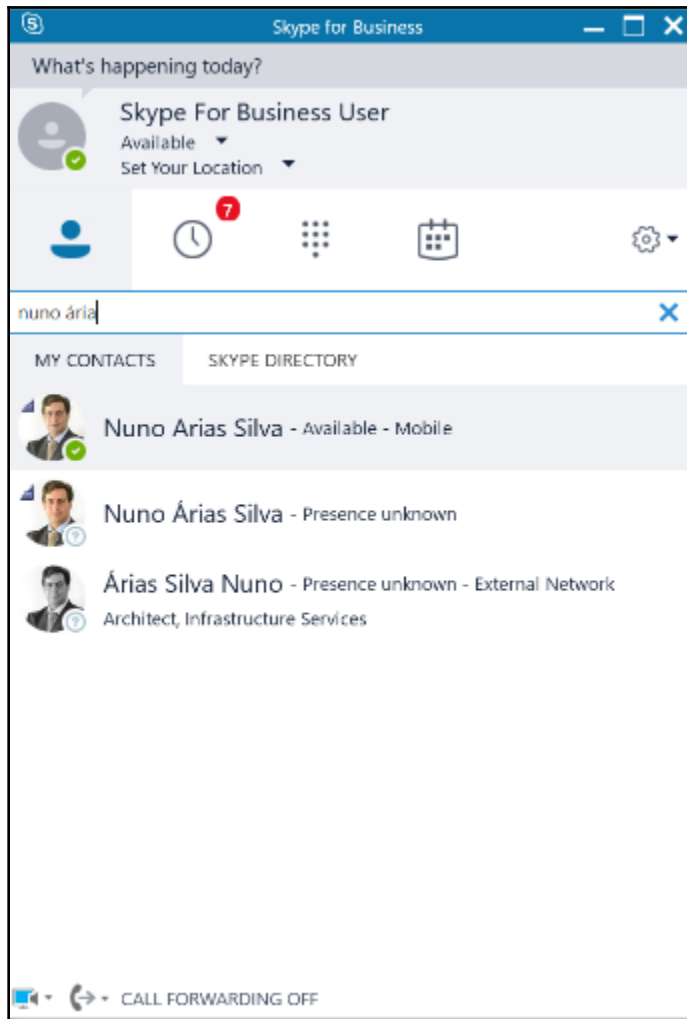 Skype for Business
What's happening today?
Skype For Business User
Available
Set Your Location
7
nuno ária
MY CONTACTS SKYPE DIRECTORY
Nuno Arias Silva - Available - Mobile
Nuno Árias Silva - Presence unknown
Árias Silva Nuno - Presence unknown - External Network
Architect, Infrastructure Services
CALL FORWARDING OFF